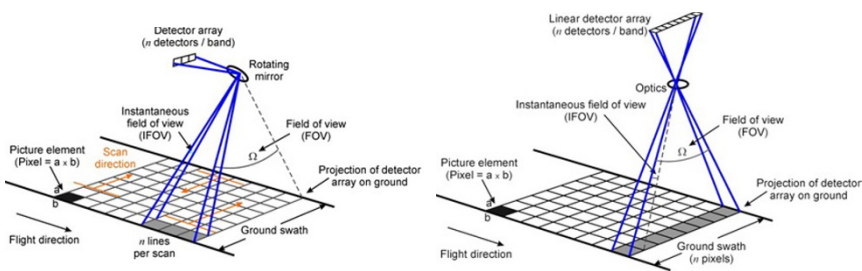 Detector array
(n detectors / band)
Rotating
mirror
Instantaneous
field of view
(IFOV)
Field of view
(FOV)
Ω
Picture element
(Pixel = a x b)
Scan
direction
Projection of detector
array on ground
a
b
Ground swath
n lines
per scan
Flight direction
Linear detector array
(n detectors / band)
Optics
Instantaneous field of view
(IFOV)
Field of view
(FOV)
Ω
Picture element
(Pixel = a x b)
Projection of detector
array on ground
a
b
Ground swath
(n pixels)
Flight direction